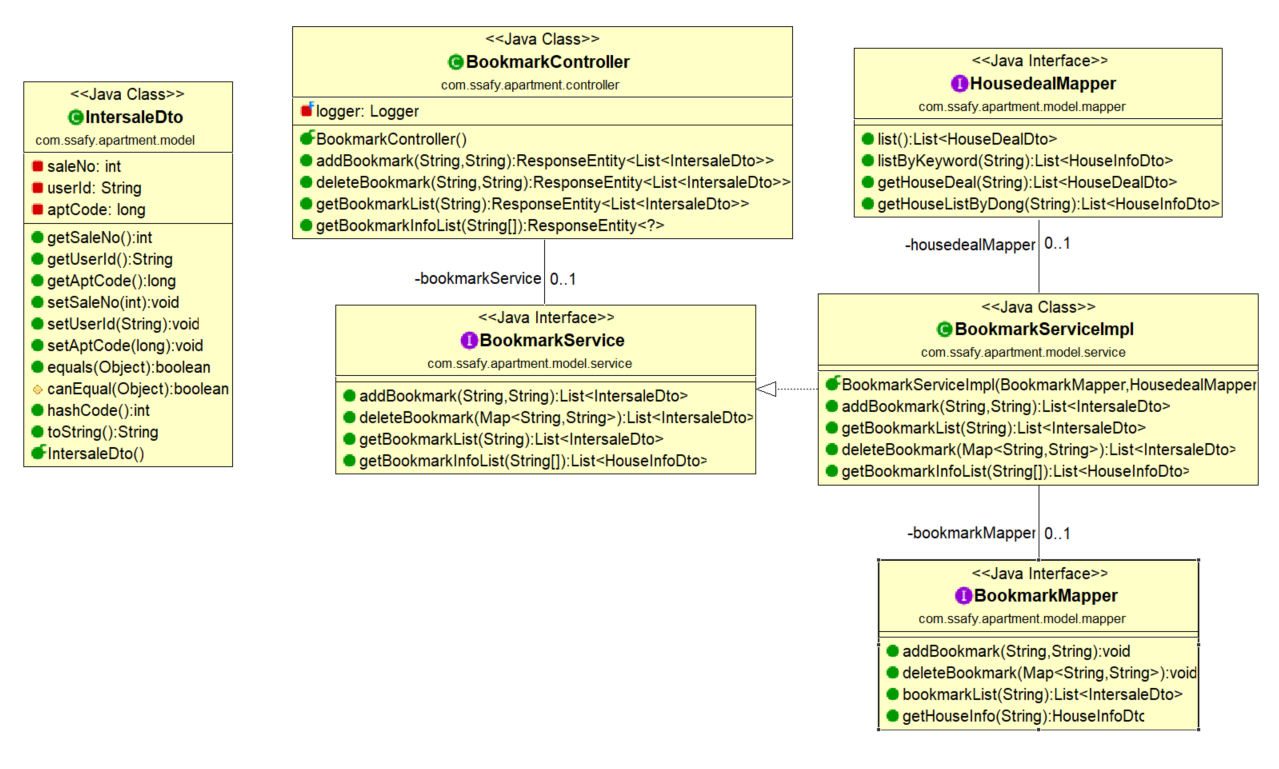 <<Java Class>>
IntersaleDto
com.ssafy.apartment.model
saleNo: int
userId: String
aptCode: long
getSaleNo():int
getUserId():String
getAptCode():long
setSaleNo(int):void
setUserId(String):void
setAptCode(long):void
equals(Object):boolean
canEqual(Object):boolean
hashCode():int
toString():String
IntersaleDto()
<<Java Class>>
BookmarkController
com.ssafy.apartment.controller
logger: Logger
BookmarkController()
addBookmark(String,String):ResponseEntity<List<IntersaleDto>>
deleteBookmark(String,String):ResponseEntity<List<IntersaleDto>>
getBookmarkList(String):ResponseEntity<List<IntersaleDto>>
getBookmarkInfoList(String[]):ResponseEntity<?>
-bookmarkService 0..1
<<Java Interface>>
BookmarkService
com.ssafy.apartment.model.service
addBookmark(String,String):List<IntersaleDto>
deleteBookmark(Map<String,String>):List<IntersaleDto>
getBookmarkList(String):List<IntersaleDto>
getBookmarkInfoList(String[]):List<HouseInfoDto>
<<Java Interface>>
HousedealMapper
com.ssafy.apartment.model.mapper
list():List<HouseDealDto>
listByKeyword(String):List<HouseInfoDto>
getHouseDeal(String):List<HouseDealDto>
getHouseListByDong(String):List<HouseInfoDto>
-housedealMapper 0..1
<<Java Class>>
BookmarkServiceImpl
com.ssafy.apartment.model.service
BookmarkServiceImpl(BookmarkMapper,HousedealMapper
addBookmark(String,String):List<IntersaleDto>
getBookmarkList(String):List<IntersaleDto>
deleteBookmark(Map<String,String>):List<IntersaleDto>
getBookmarkInfoList(String[]):List<HouseInfoDto>
-bookmarkMapper 0..1
<<Java Interface>>
BookmarkMapper
com.ssafy.apartment.model.mapper
addBookmark(String,String):void
deleteBookmark(Map<String,String>):void
bookmarkList(String):List<IntersaleDto>
getHouseInfo(String):HouseInfoDto